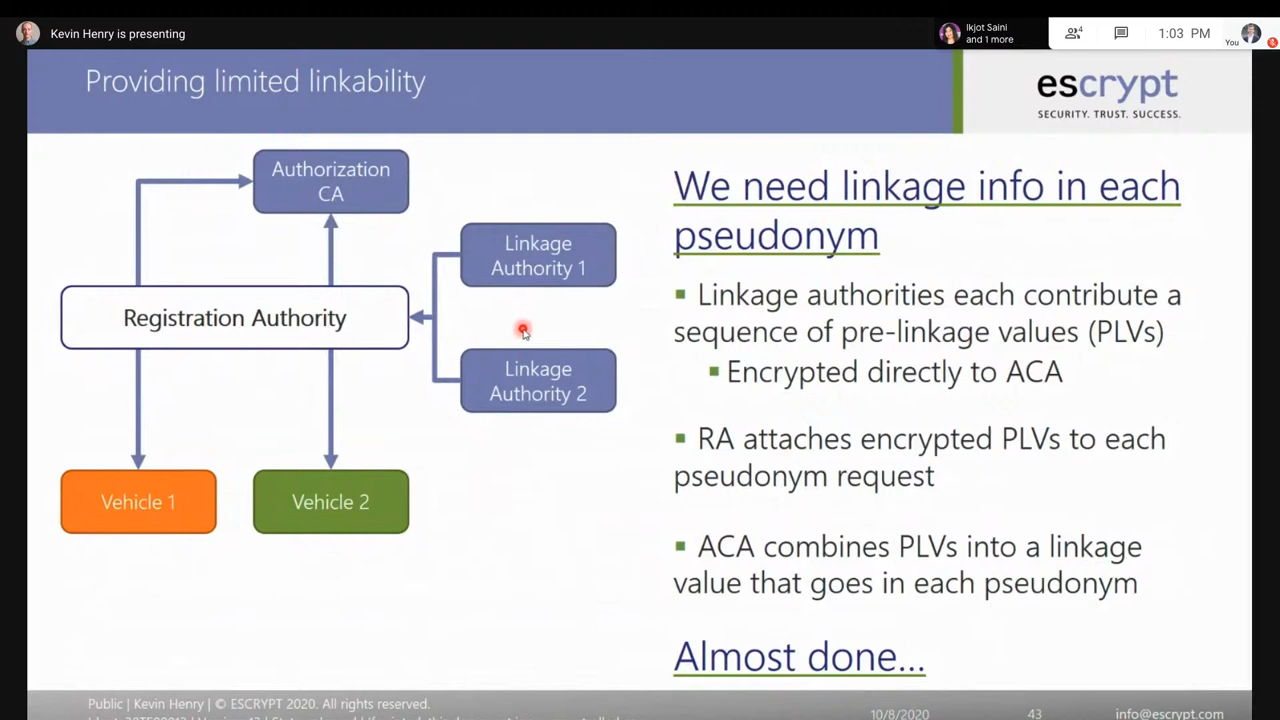 Kevin Henry is presenting
Ikjot Saini
and 1 more
4
1:03 PM
You
Providing limited linkability
escrypt
SECURITY. TRUST. SUCCESS.
Authorization
CA
Linkage
Authority 1
Registration Authority
Linkage
Authority 2
Vehicle 1
Vehicle 2
We need linkage info in each
pseudonym
▪ Linkage authorities each contribute a
sequence of pre-linkage values (PLVs)
▪ Encrypted directly to ACA
▪ RA attaches encrypted PLVs to each
pseudonym request
▪ ACA combines PLVs into a linkage
value that goes in each pseudonym
Almost done...
Public | Kevin Henry | © ESCRYPT 2020. All rights reserved.
10/8/2020
43
info@escrypt.com